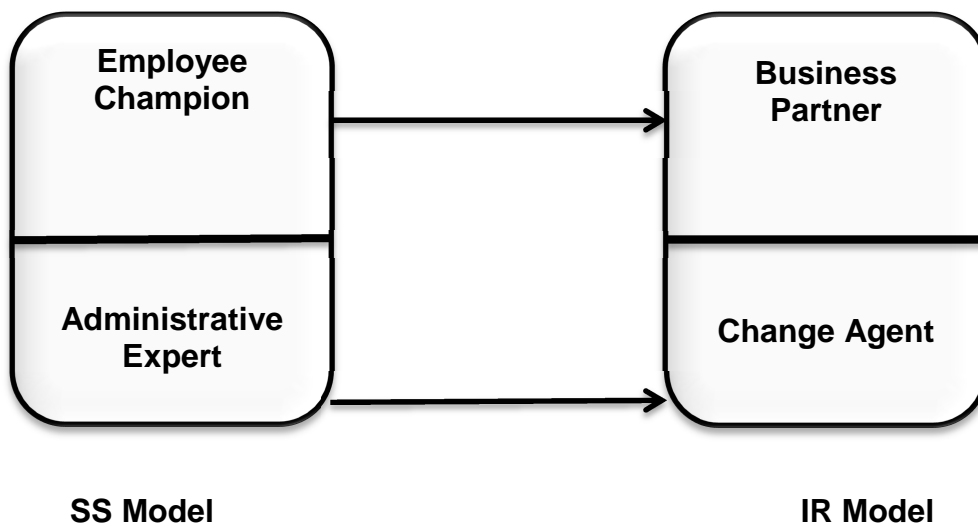 Employee
Champion
Business
Partner
Administrative
Expert
Change Agent
SS Model
IR Model